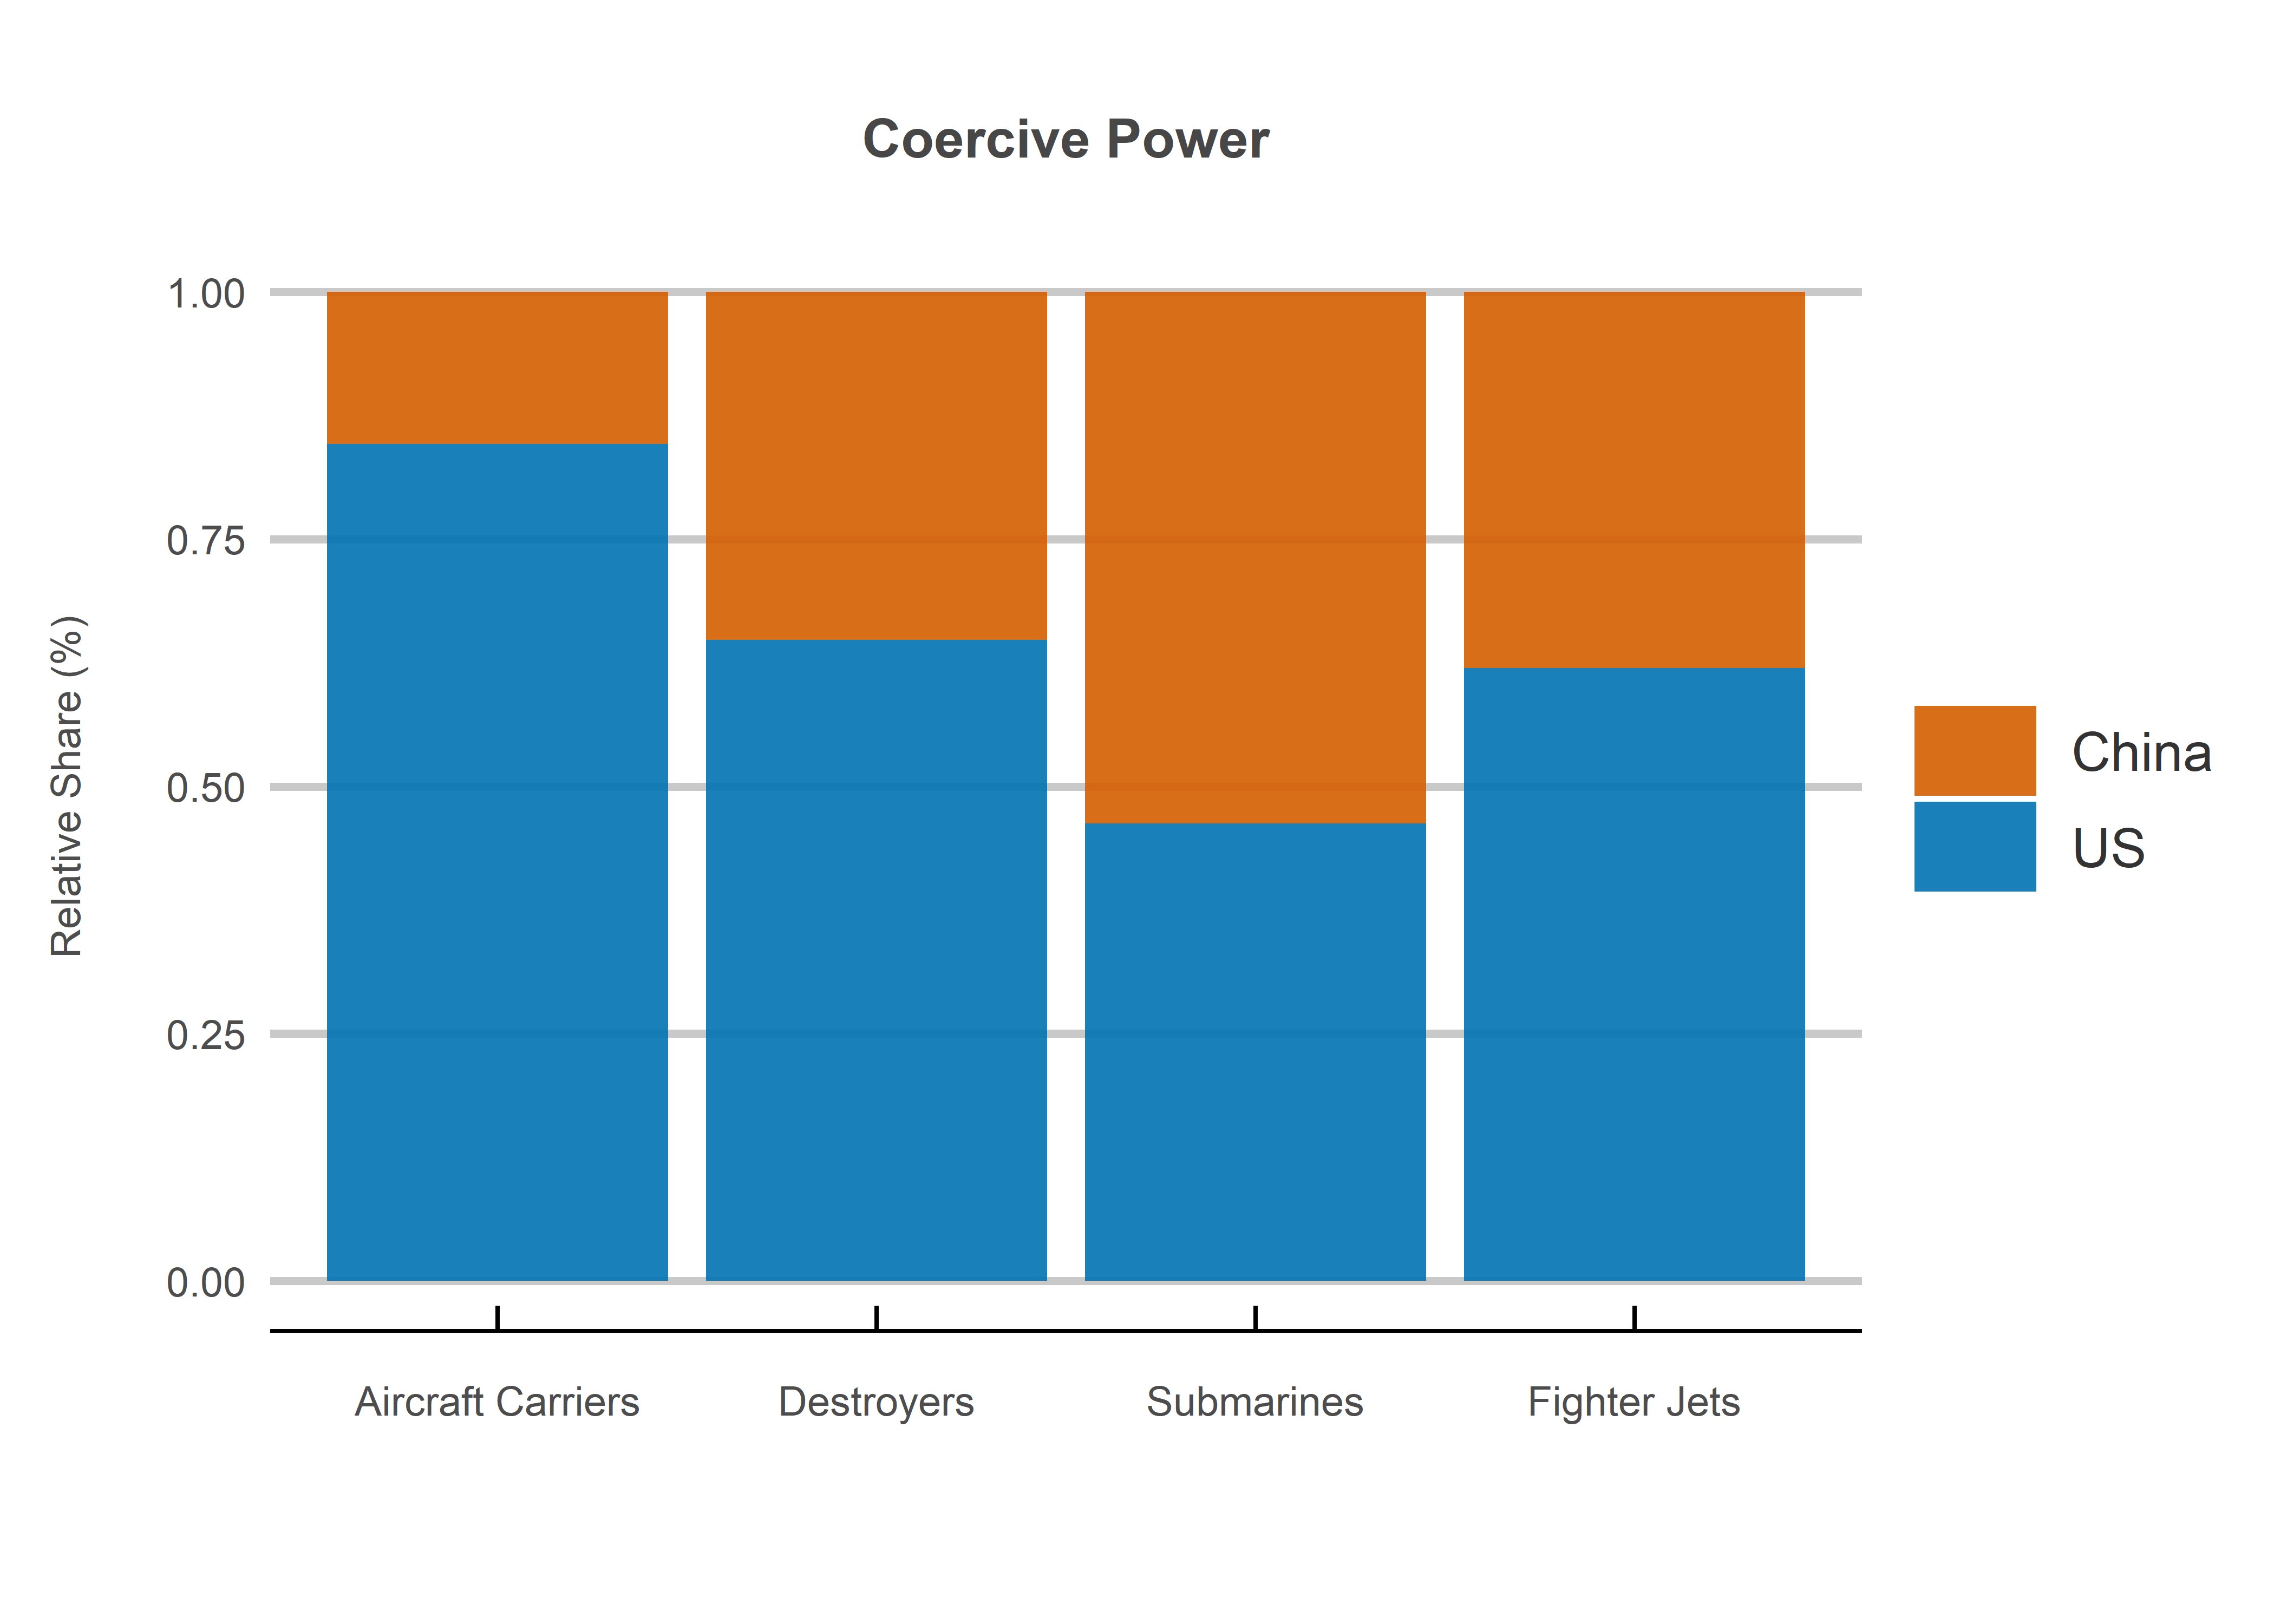 Coercive Power
Relative Share (%)
1.00
0.75
0.50
0.25
0.00
Aircraft Carriers
Destroyers
Submarines
Fighter Jets
China
US